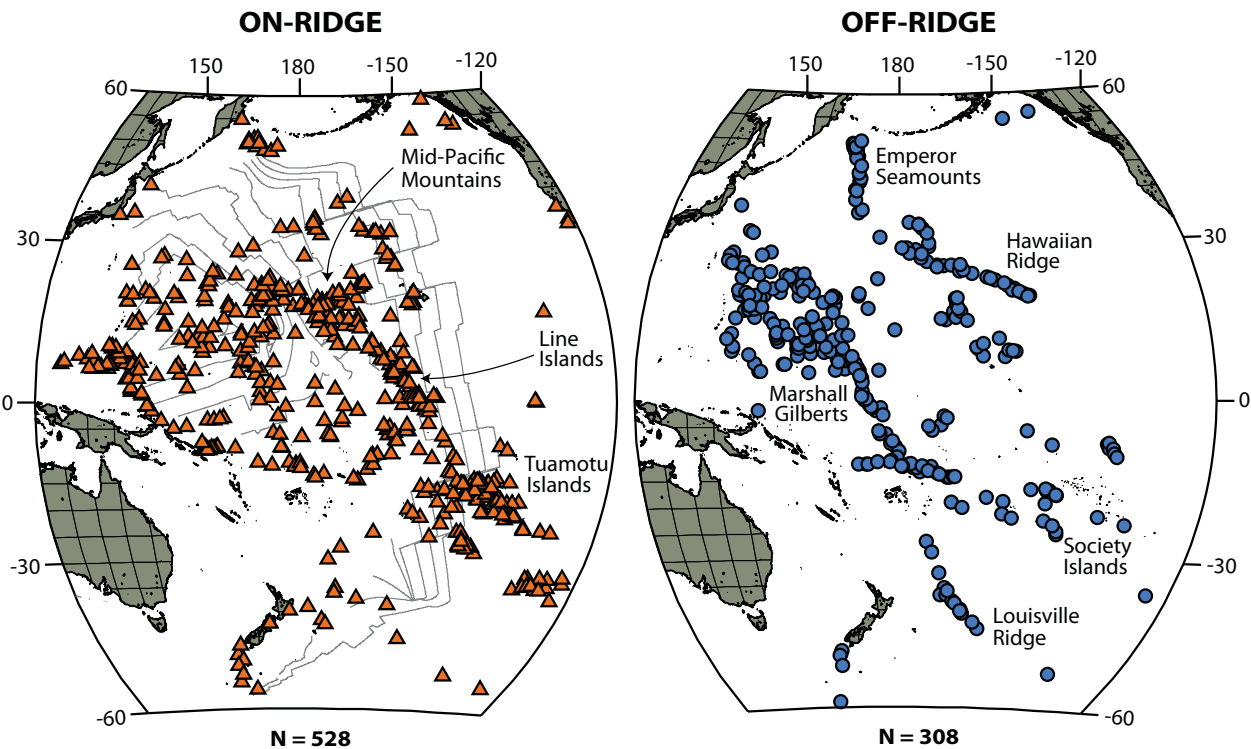 ON-RIDGE
150
180
-150
-120
60
30
0
-30
-60
Mid-Pacific
Mountains
Line
Islands
Tuamotu
Islands
N = 528
OFF-RIDGE
150
180
-150
-120
60
30
0
-30
-60
Emperor
Seamounts
Hawaiian
Ridge
Marshall
Gilberts
Society
Islands
Louisville
Ridge
N = 308